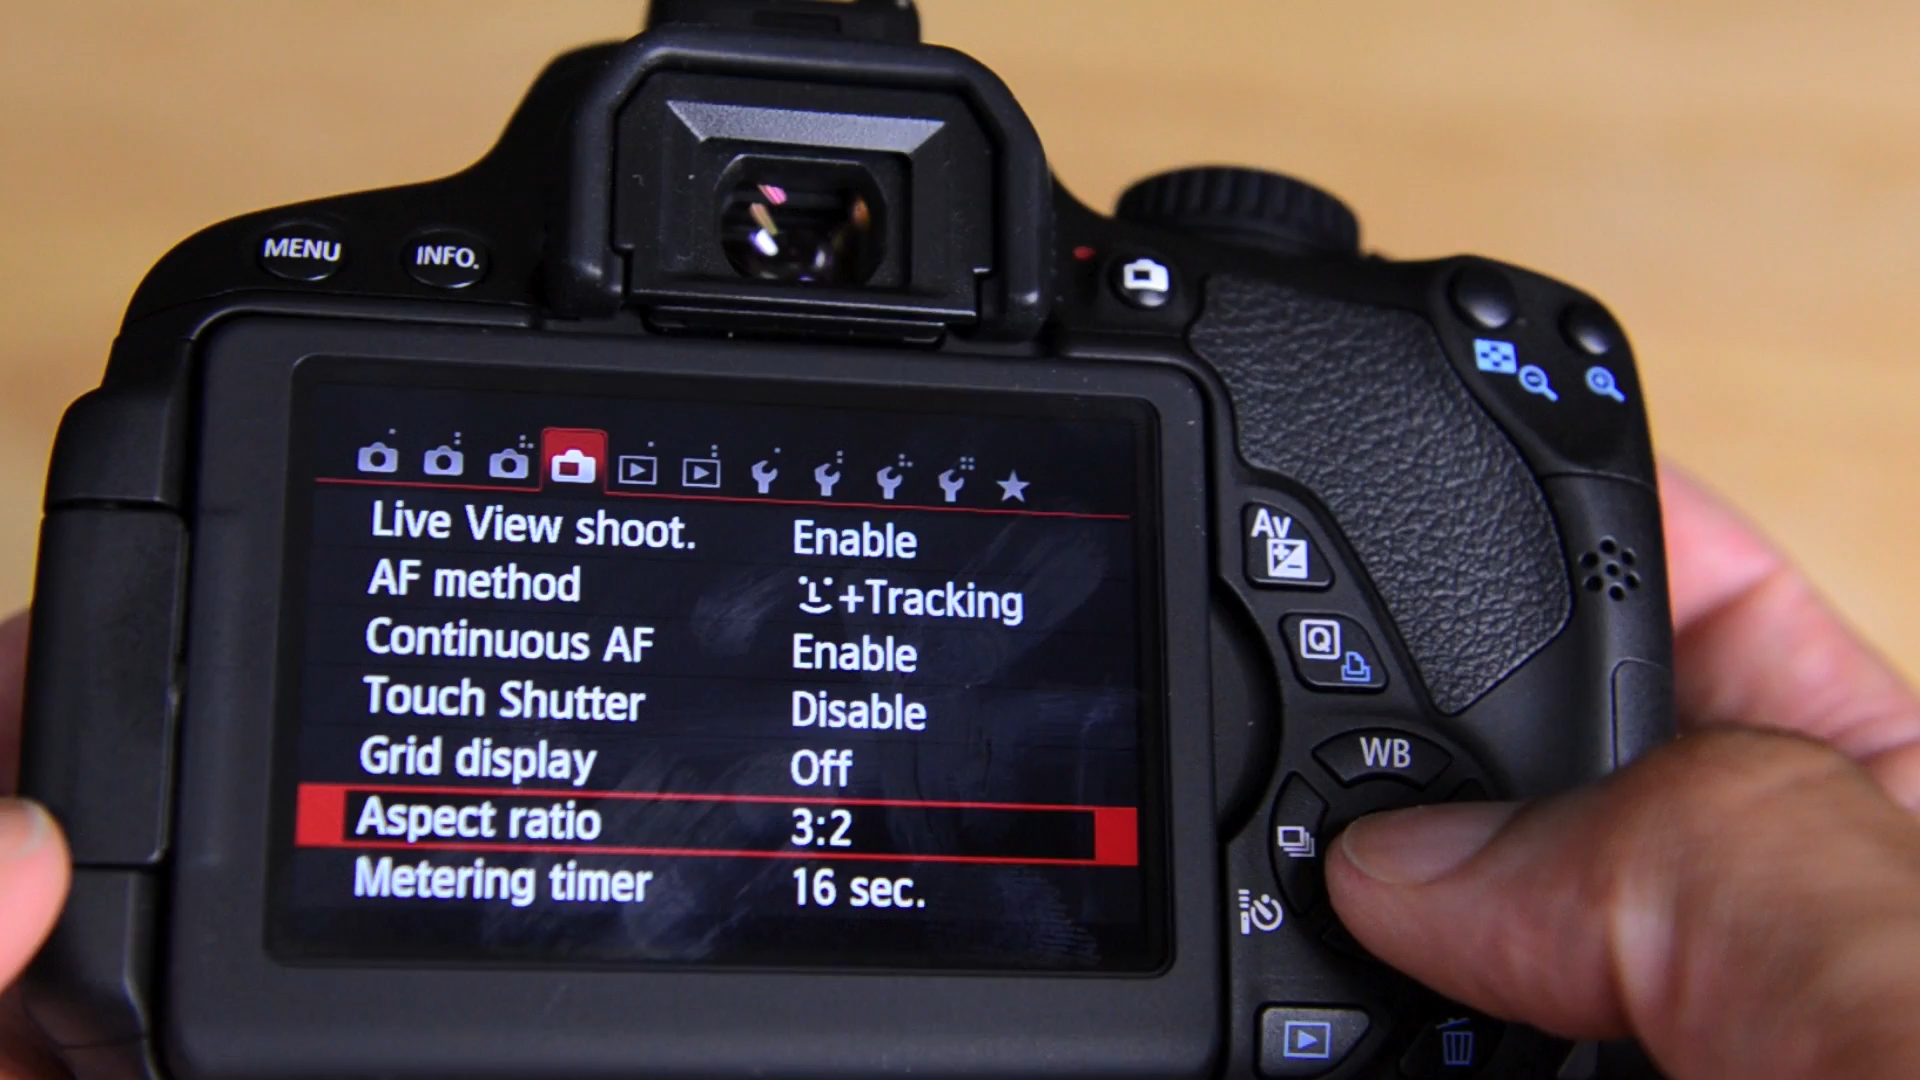 MENU
INFO.
Live View shoot. Enable
AF method +Tracking
Continuous AF Enable
Touch Shutter Disable
Grid display Off
Aspect ratio 3:2
Metering timer 16 sec.
Av
Q
WB